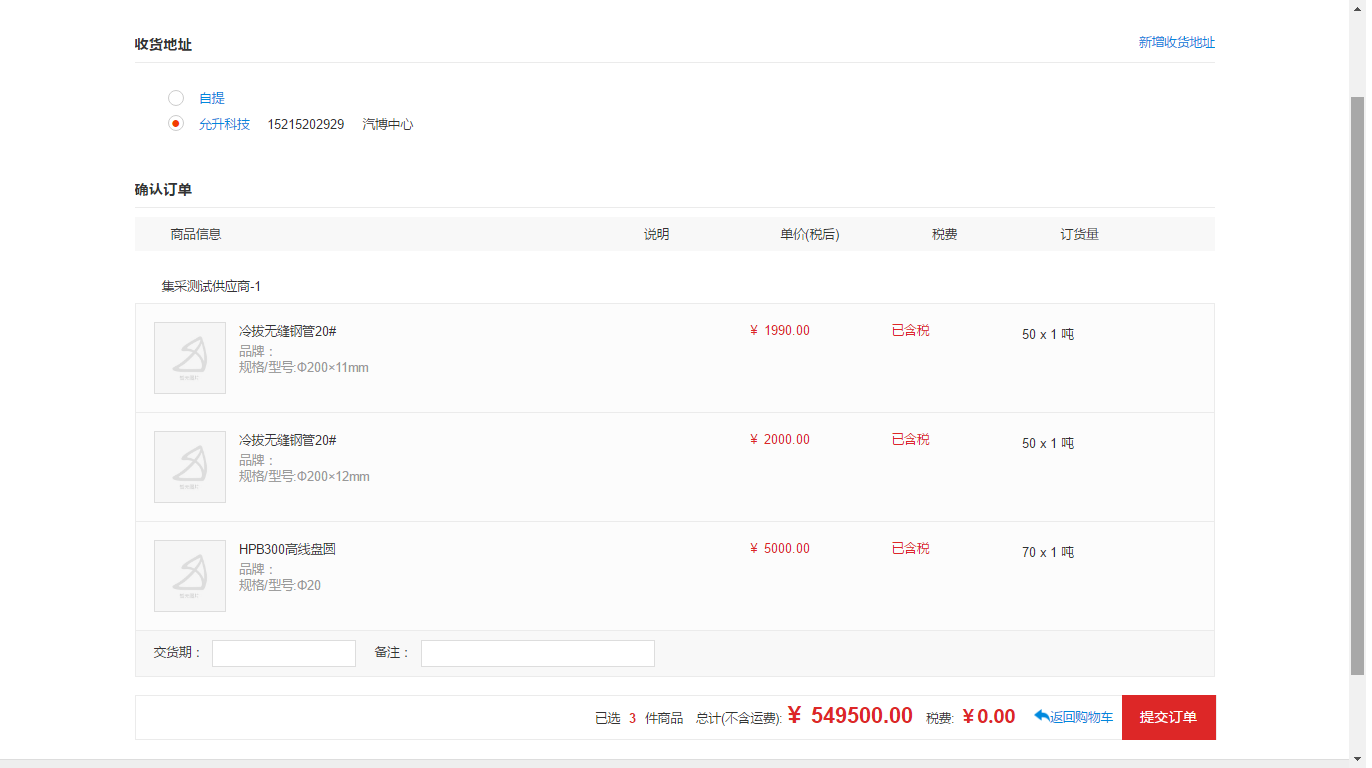 收货地址
新增收货地址
自提
允升科技 15215202929 汽博中心
确认订单
商品信息 说明 单价(税后) 税费 订货量
集采测试供应商-1
冷拔无缝钢管20# ¥ 1990.00 已含税 50 x 1 吨
品牌：
规格/型号:Φ200×11mm
冷拔无缝钢管20# ¥ 2000.00 已含税 50 x 1 吨
品牌：
规格/型号:Φ200×12mm
HPB300高线盘圆 ¥ 5000.00 已含税 70 x 1 吨
品牌：
规格/型号:Φ20
交货期： 备注：
已选 3 件商品 总计(不含运费): ¥ 549500.00 税费: ¥0.00 返回购物车 提交订单